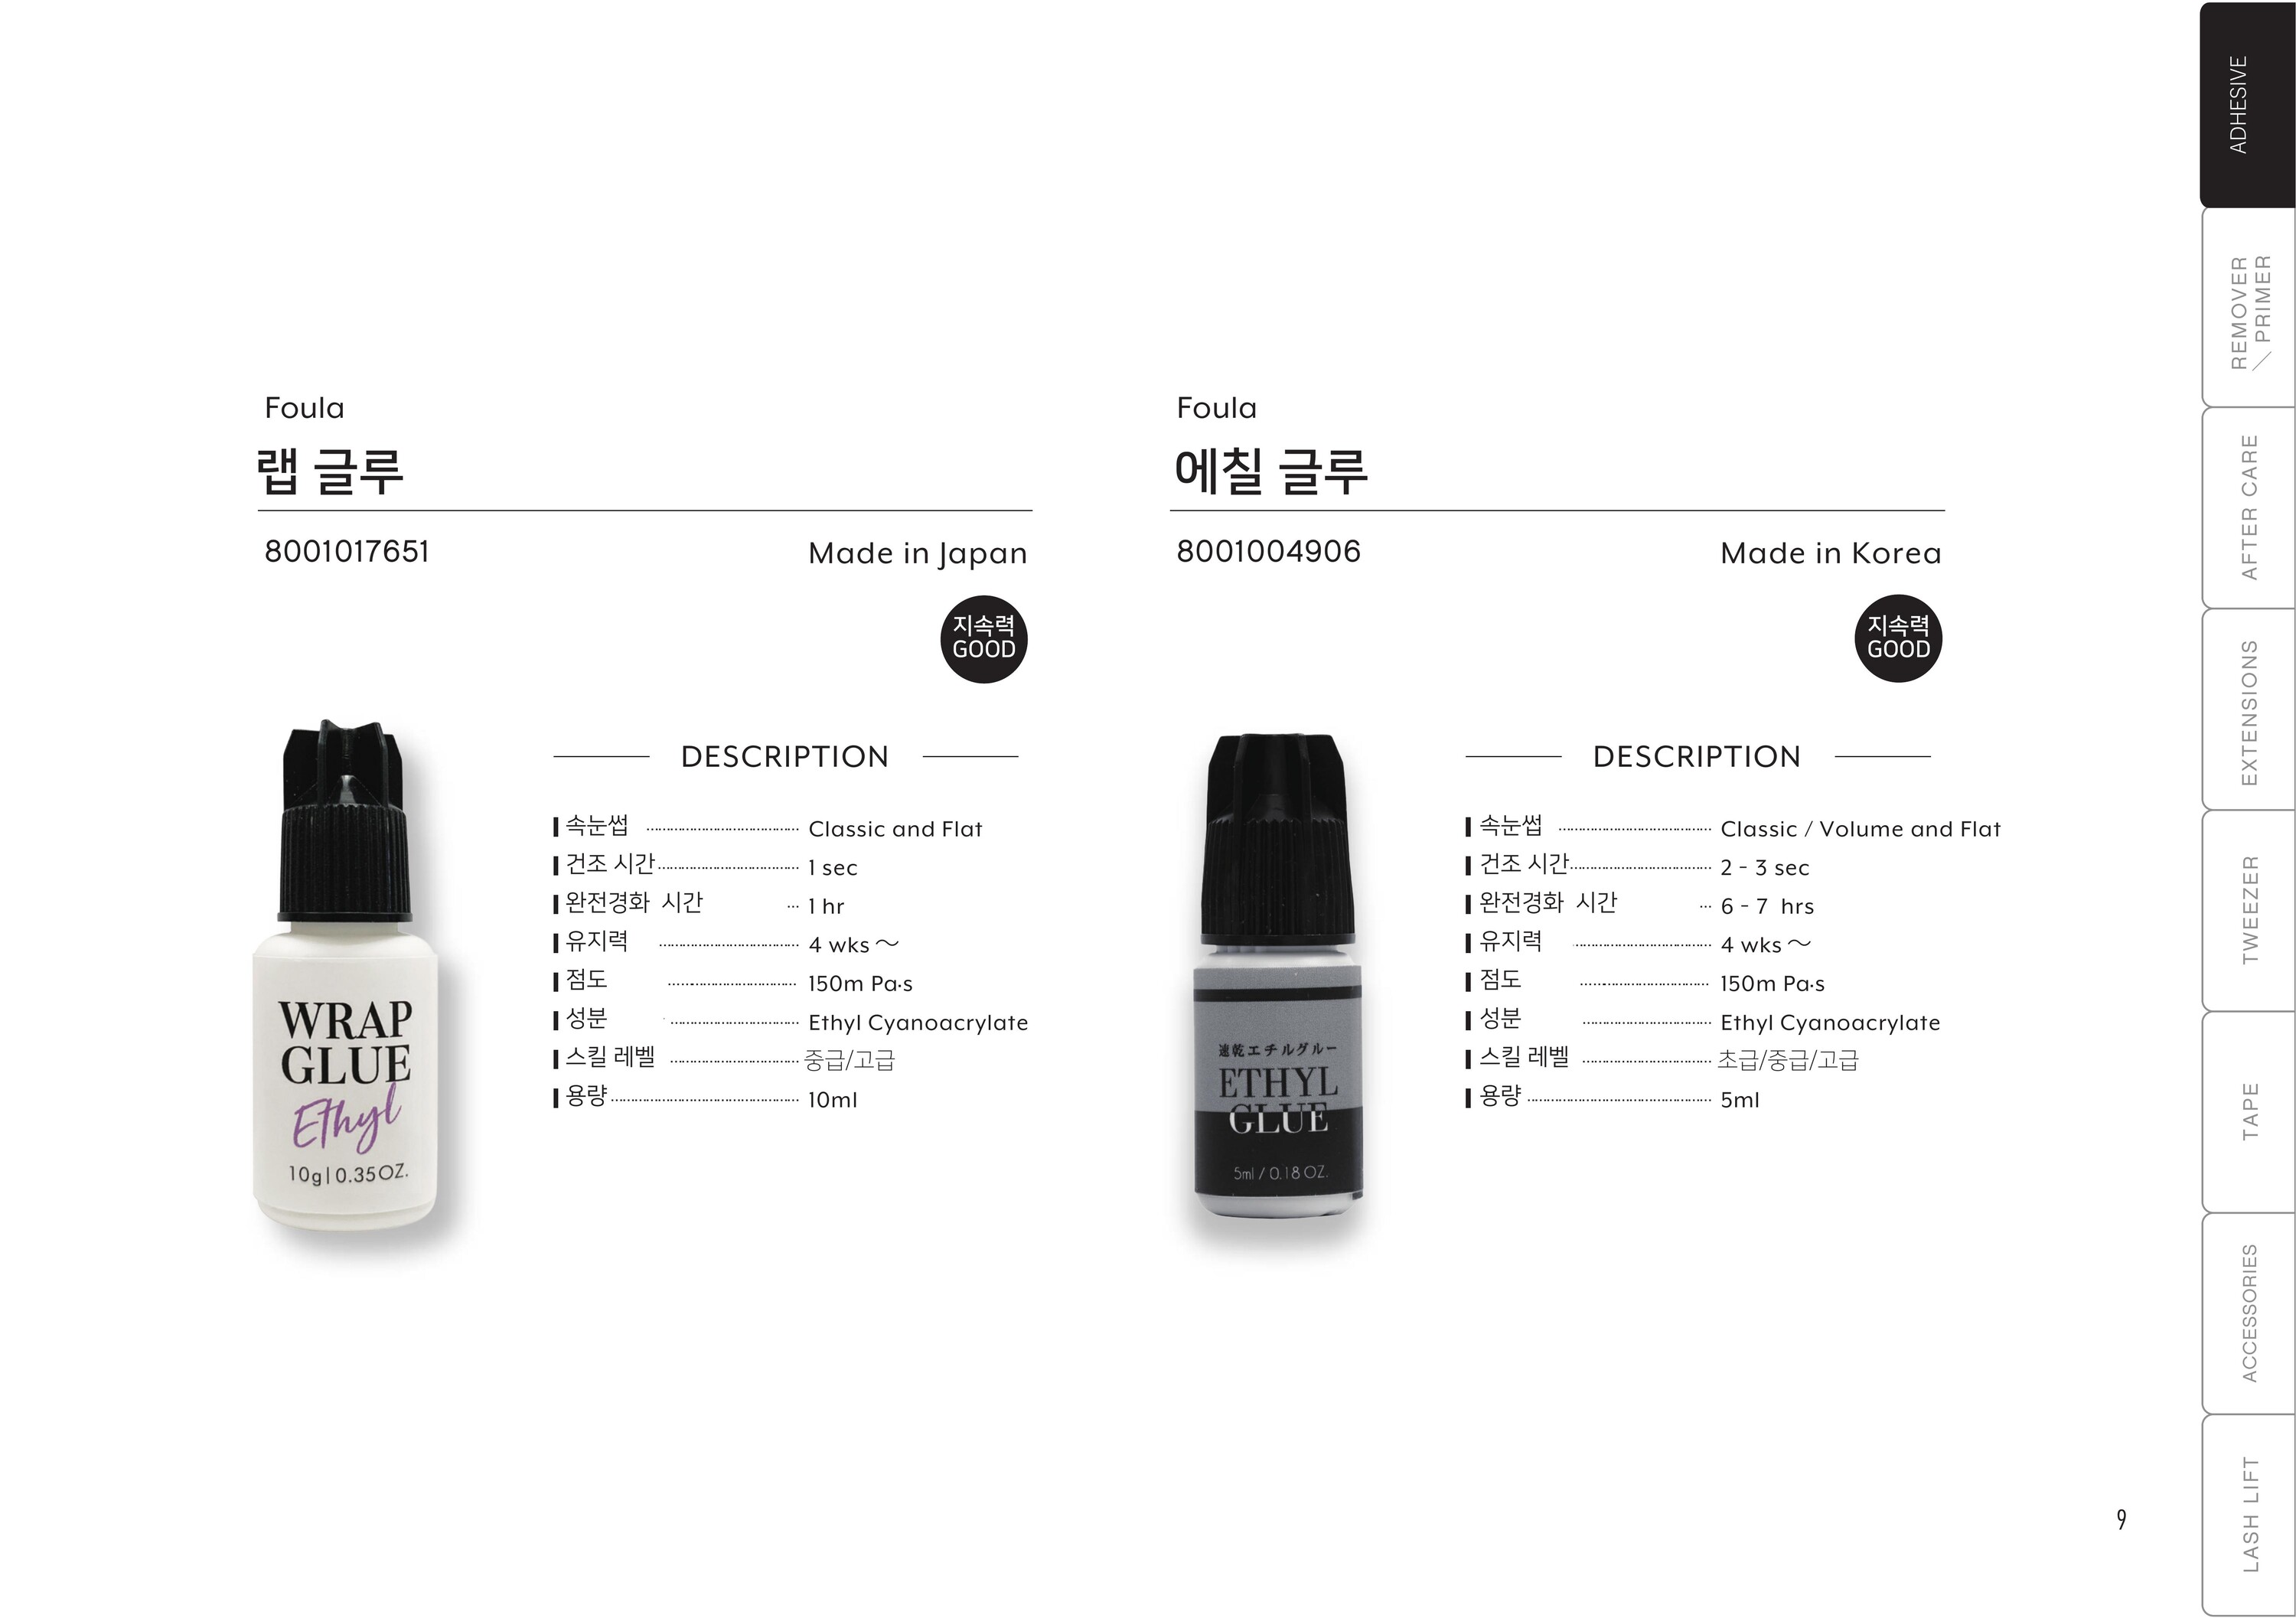 Foula
랩 글루
8001017651
Made in Japan
지속력
GOOD
WRAP
GLUE
Ethyl
10g|0.35OZ.
DESCRIPTION
속눈썹 Classic and Flat
건조 시간 1 sec
완전경화 시간 1 hr
유지력 4 wks ～
점도 150m Pa·s
성분 Ethyl Cyanoacrylate
스킬 레벨 중급/고급
용량 10ml
Foula
에칠 글루
8001004906
Made in Korea
지속력
GOOD
速乾エチルグルー
ETHYL
GLUE
5ml / 0.18 OZ.
DESCRIPTION
속눈썹 Classic / Volume and Flat
건조 시간 2 - 3 sec
완전경화 시간 6 - 7 hrs
유지력 4 wks ～
점도 150m Pa·s
성분 Ethyl Cyanoacrylate
스킬 레벨 초급/중급/고급
용량 5ml
ADHESIVE
REMOVER
/ PRIMER
AFTER CARE
EXTENSIONS
TWEEZER
TAPE
ACCESSORIES
LASH LIFT
9